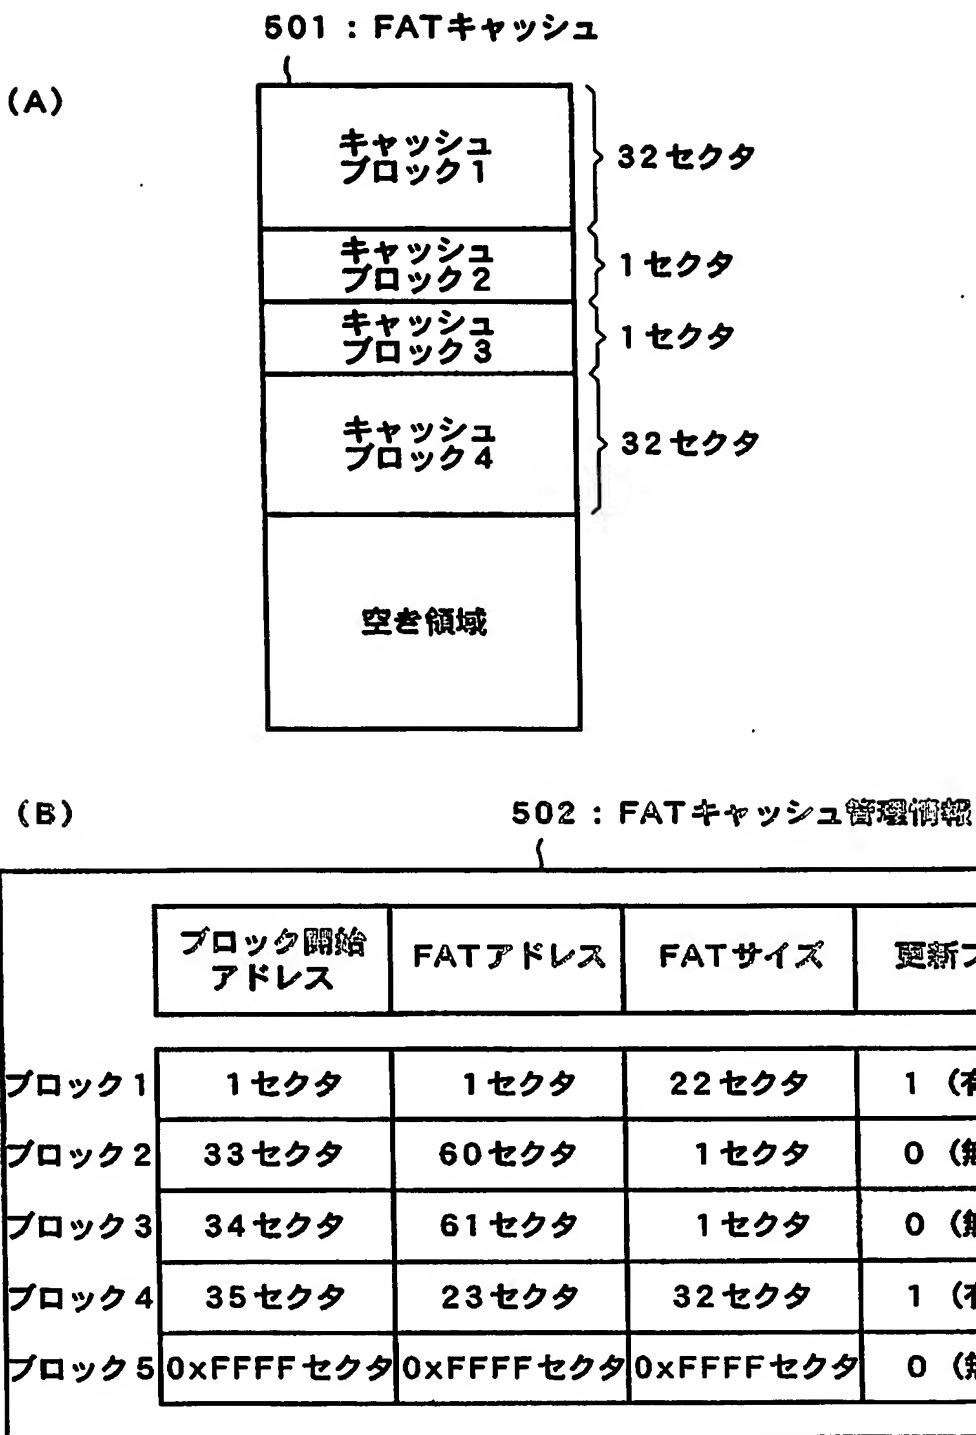 501:FATキャッシュ
(A)
キャッシュ
ブロック1
32セクタ
キャッシュ
ブロック2
1セクタ
キャッシュ
ブロック3
1セクタ
キャッシュ
ブロック4
32セクタ
空き領域
(B)
502:FATキャッシュ管理情報
ブロック開始
アドレス
FATアドレス
FATサイズ
更新
ブロック1 1セクタ 1セクタ 22セクタ 1 (有
ブロック2 33セクタ 60セクタ 1セクタ 0 (無
ブロック3 34セクタ 61セクタ 1セクタ 0 (無
ブロック4 35セクタ 23セクタ 32セクタ 1 (有
ブロック5 0xFFFFセクタ 0xFFFFセクタ 0xFFFFセクタ 0 (無